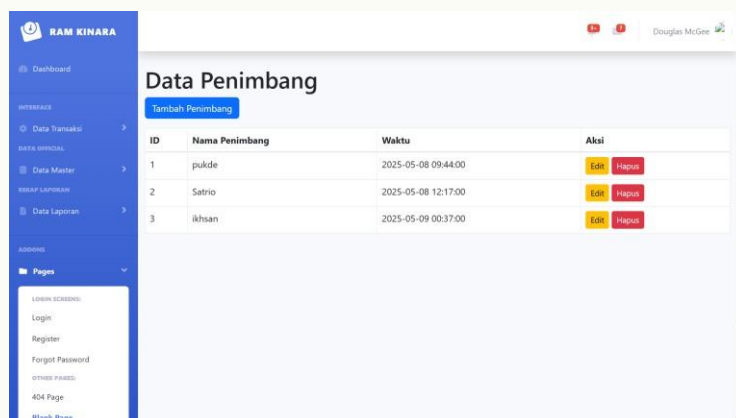 RAM KINARA
Dashboard
INTERFACE
Data Transaksi
DATA OFFICIAL
Data Master
REKAP LAPORAN
Data Laporan
ADDONS
Pages
LOGIN SCREENS:
Login
Register
Forgot Password
OTHER PAGES:
404 Page
Blank Page
Douglas McGee
Data Penimbang
Tambah Penimbang
ID Nama Penimbang Waktu Aksi
1 pukde 2025-05-08 09:44:00 Edit Hapus
2 Satrio 2025-05-08 12:17:00 Edit Hapus
3 ikhsan 2025-05-09 00:37:00 Edit Hapus